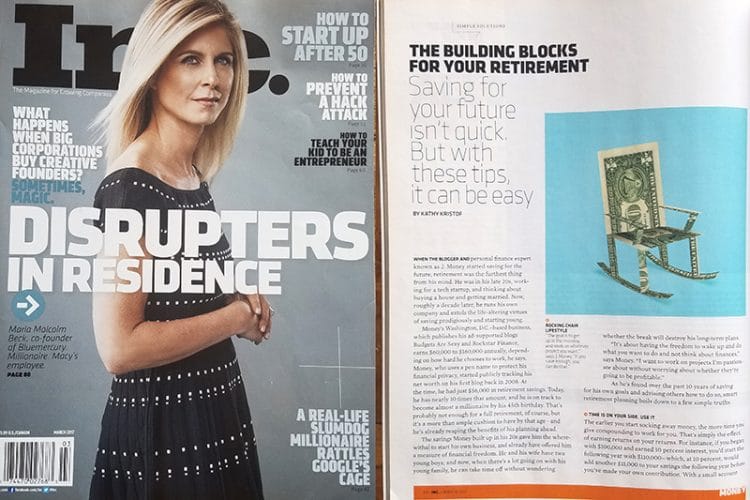 Inc.
The Magazine for Growing Companies
HOW TO
START UP
AFTER 50
HOW TO
PREVENT
A HACK
ATTACK
HOW TO
TEACH YOUR
KID TO BE AN
ENTREPRENEUR
WHAT
HAPPENS
WHEN BIG
CORPORATIONS
BUY CREATIVE
FOUNDERS?
SOMETIMES,
MAGIC.
DISRUPTERS
IN RESIDENCE
Marla Malcolm
Beck, co-founder
of Bluemercury.
Millionaire. Macy's
employee.
PAGE 80
A REAL-LIFE
SLUMDOG
MILLIONAIRE
RATTLES
GOOGLE'S
CAGE
MARCH 2017
SIMPLE SOLUTIONS
THE BUILDING BLOCKS
FOR YOUR RETIREMENT
Saving for
your future
isn't quick.
But with
these tips,
it can be easy
BY KATHY KRISTOF
WHEN THE BLOGGER AND personal finance expert
known as J. Money started saving for the
future, retirement was the furthest thing
from his mind. He was in his late 20s, work-
ing for a tech startup, and thinking about
buying a house and getting married. Now,
roughly a decade later, he runs his own
company and extols the life-altering virtues
of saving prodigiously and starting young.
Money's Washington, D.C.-based business,
which publishes his ad-supported blogs
Budgets Are Sexy and Rockstar Finance,
earns $60,000 to $160,000 annually, depend-
ing on how hard he chooses to work, he says.
Money, who uses a pen name to protect his
financial privacy, started publicly tracking his
net worth on his first blog back in 2008. At
the time, he had just $56,000 in retirement savings. Today,
he has nearly 10 times that amount, and he is on track to
become almost a millionaire by his 45th birthday. That's
probably not enough for a full retirement, of course, but
it's a more than ample cushion to have by that age - and
he's already reaping the benefits of his planning ahead.
The savings Money built up in his 20s gave him the where-
withal to start his own business, and already have offered him
a measure of financial freedom. He and his wife have two
young boys; and now, when there's a lot going on with his
young family, he can take time off without wondering
ROCKING CHAIR
LIFESTYLE
whether the break will destroy his long-term plans.
"It's about having the freedom to wake up and do
what you want to do and not think about finances,"
says Money. "I want to work on projects I'm passion-
ate about without worrying about whether they're
going to be profitable."
As he's found over the past 10 years of saving
for his own goals and advising others how to do so, smart
retirement planning boils down to a few simple truths.
TIME IS ON YOUR SIDE. USE IT
The earlier you start socking away money, the more time you
give compounding to work for you. That's simply the effect
of earning returns on your returns. For instance, if you began
with $100,000, and earned 10 percent interest, you'd start the
following year with $110,000 - which, at 10 percent, would
add another $11,000 to your savings the following year before
you've made your own contribution. With a small account
INC.
MONEY